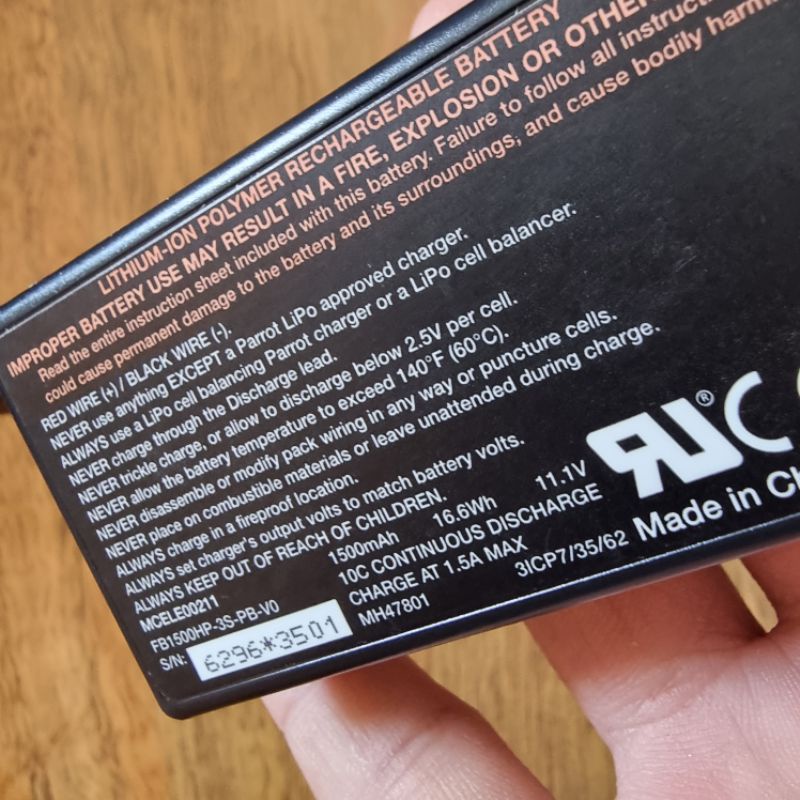 LITHIUM-ION POLYMER RECHARGEABLE BATTERY
IMPROPER BATTERY USE MAY RESULT IN A FIRE, EXPLOSION OR OTHER
Read the entire instruction sheet included with this battery. Failure to follow all instruct
could cause permanent damage to the battery and its surroundings, and cause bodily harm
RED WIRE (+) / BLACK WIRE (-).
NEVER use anything EXCEPT a Parrot LiPo approved charger.
ALWAYS use a LiPo cell balancing Parrot charger or a LiPo cell balancer.
NEVER charge through the Discharge lead.
NEVER trickle charge, or allow to discharge below 2.5V per cell.
NEVER allow the battery temperature to exceed 140°F (60°C).
NEVER disassemble or modify pack wiring in any way or puncture cells.
NEVER place on combustible materials or leave unattended during charge.
ALWAYS charge in a fireproof location.
ALWAYS set charger's output volts to match battery volts.
ALWAYS KEEP OUT OF REACH OF CHILDREN.
MCELE00211 1500mAh 16.6Wh 11.1V
FB1500HP-3S-PB-V0 10C CONTINUOUS DISCHARGE
CHARGE AT 1.5A MAX
S/N: 6296*3501 MH47801 3ICP7/35/62
RU® C
Made in Ch